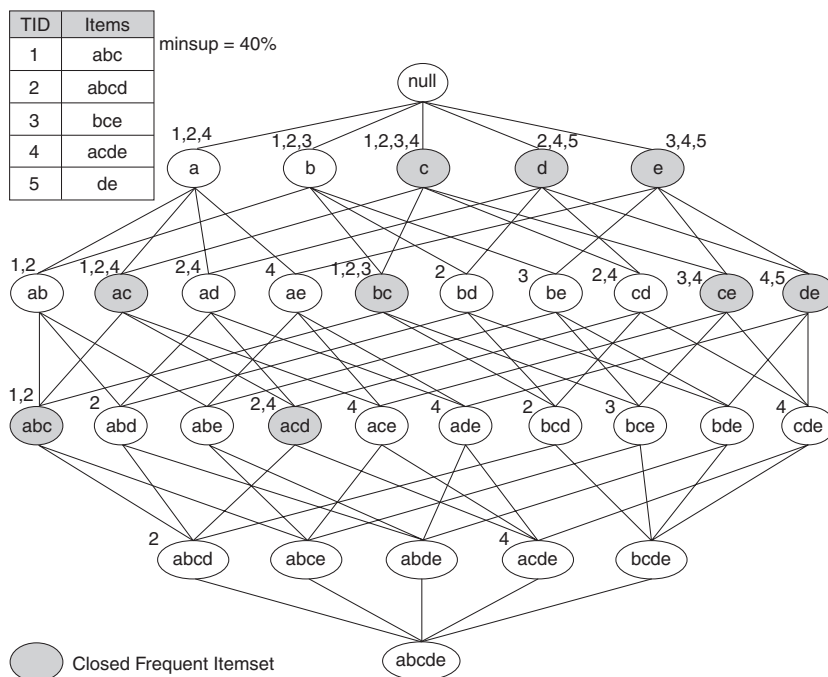 TID Items
1 abc
2 abcd
3 bce
4 acde
5 de
minsup = 40%
null
1,2,4 1,2,3 1,2,3,4 2,4,5 3,4,5
a b c d e
1,2 1,2,4 2,4 4 1,2,3 2 3 2,4 3,4 4,5
ab ac ad ae bc bd be cd ce de
1,2 2 2,4 4 4 2 3 4
abc abd abe acd ace ade bcd bce bde cde
2 4
abcd abce abde acde bcde
abcde
Closed Frequent Itemset